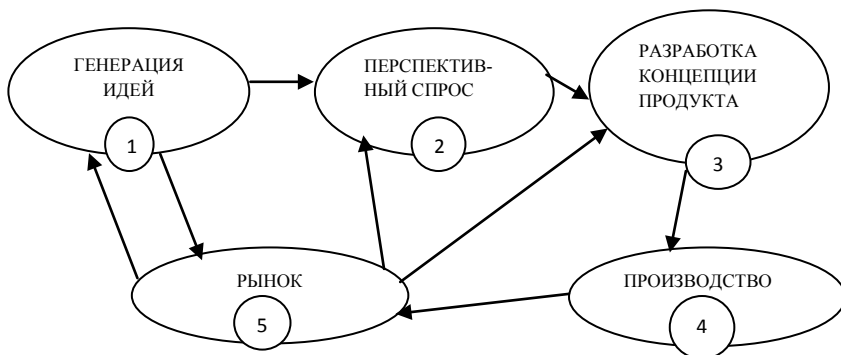 ГЕНЕРАЦИЯ
ИДЕЙ
1
ПЕРСПЕКТИВ-
НЫЙ СПРОС
2
РАЗРАБОТКА
КОНЦЕПЦИИ
ПРОДУКТА
3
РЫНОК
5
ПРОИЗВОДСТВО
4